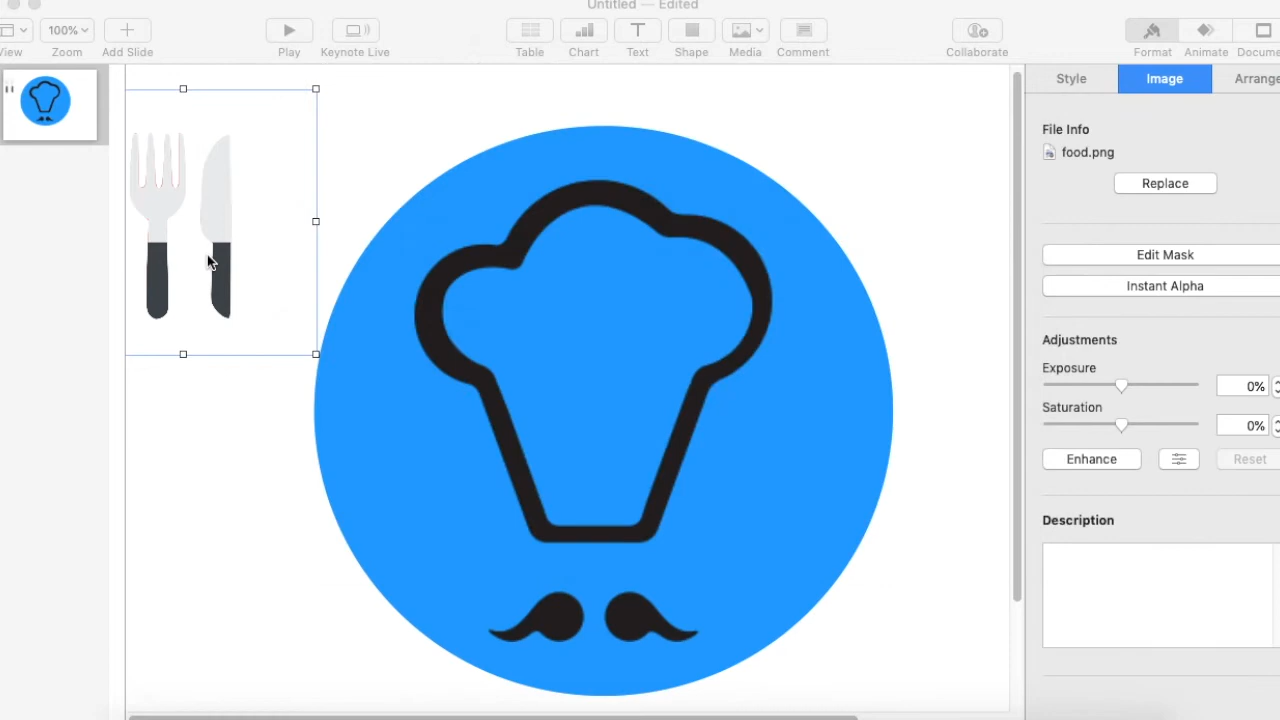 Untitled — Edited
View
100%
Zoom
Add Slide
Play
Keynote Live
Table
Chart
Text
Shape
Media
Comment
Collaborate
Format
Animate
Docume
Style
Image
Arrange
File Info
food.png
Replace
Edit Mask
Instant Alpha
Adjustments
Exposure
0%
Saturation
0%
Enhance
Reset
Description